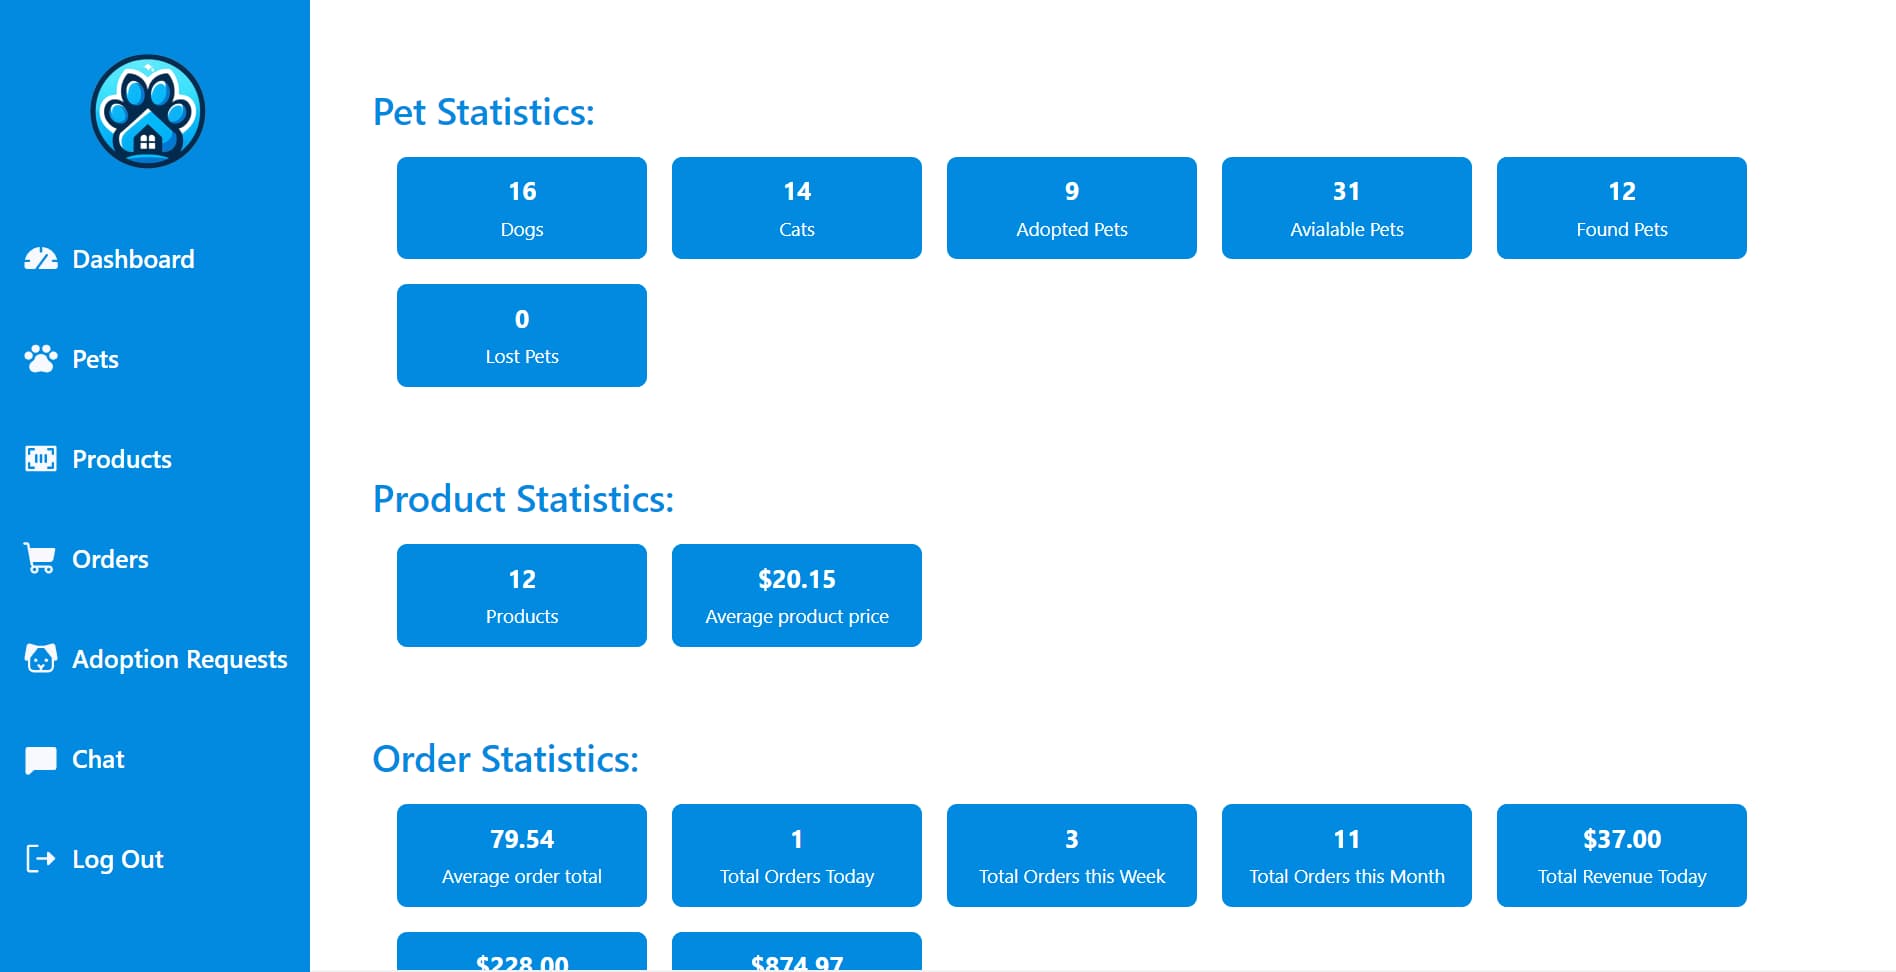 Dashboard
Pets
Products
Orders
Adoption Requests
Chat
Log Out
Pet Statistics:
16
Dogs
14
Cats
9
Adopted Pets
31
Avialable Pets
12
Found Pets
0
Lost Pets
Product Statistics:
12
Products
$20.15
Average product price
Order Statistics:
79.54
Average order total
1
Total Orders Today
3
Total Orders this Week
11
Total Orders this Month
$37.00
Total Revenue Today
$228.00
$874.97